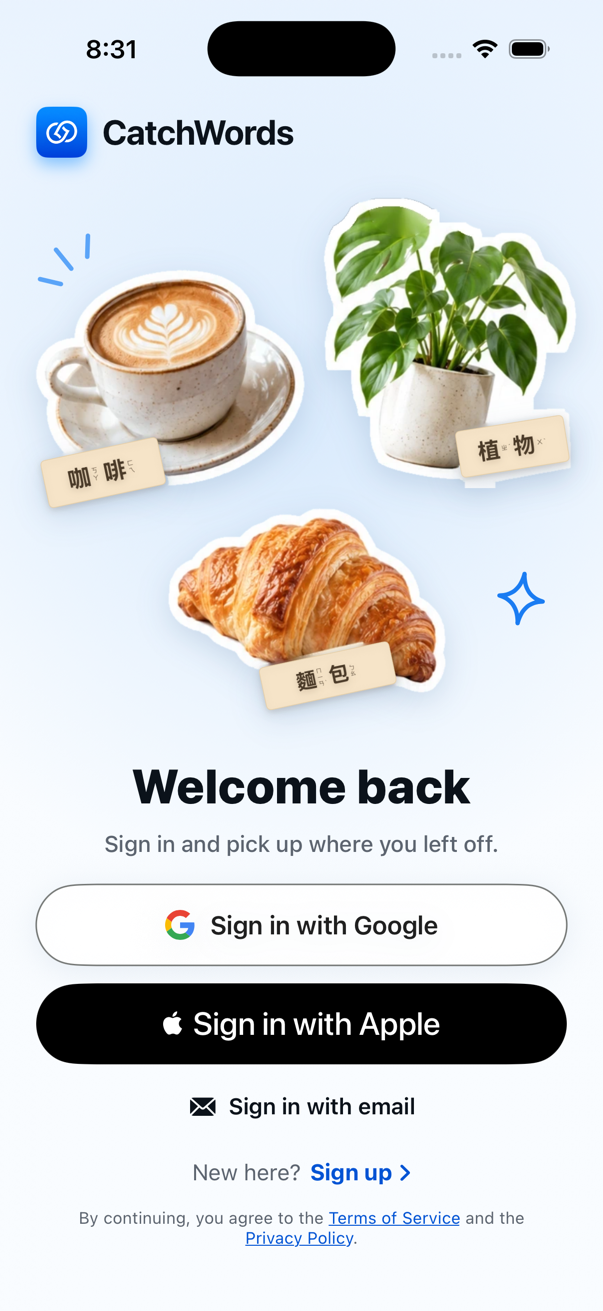 8:31
CatchWords
咖啡
植物
麵包
Welcome back
Sign in and pick up where you left off.
Sign in with Google
Sign in with Apple
Sign in with email
New here? Sign up
By continuing, you agree to the Terms of Service and the
Privacy Policy.